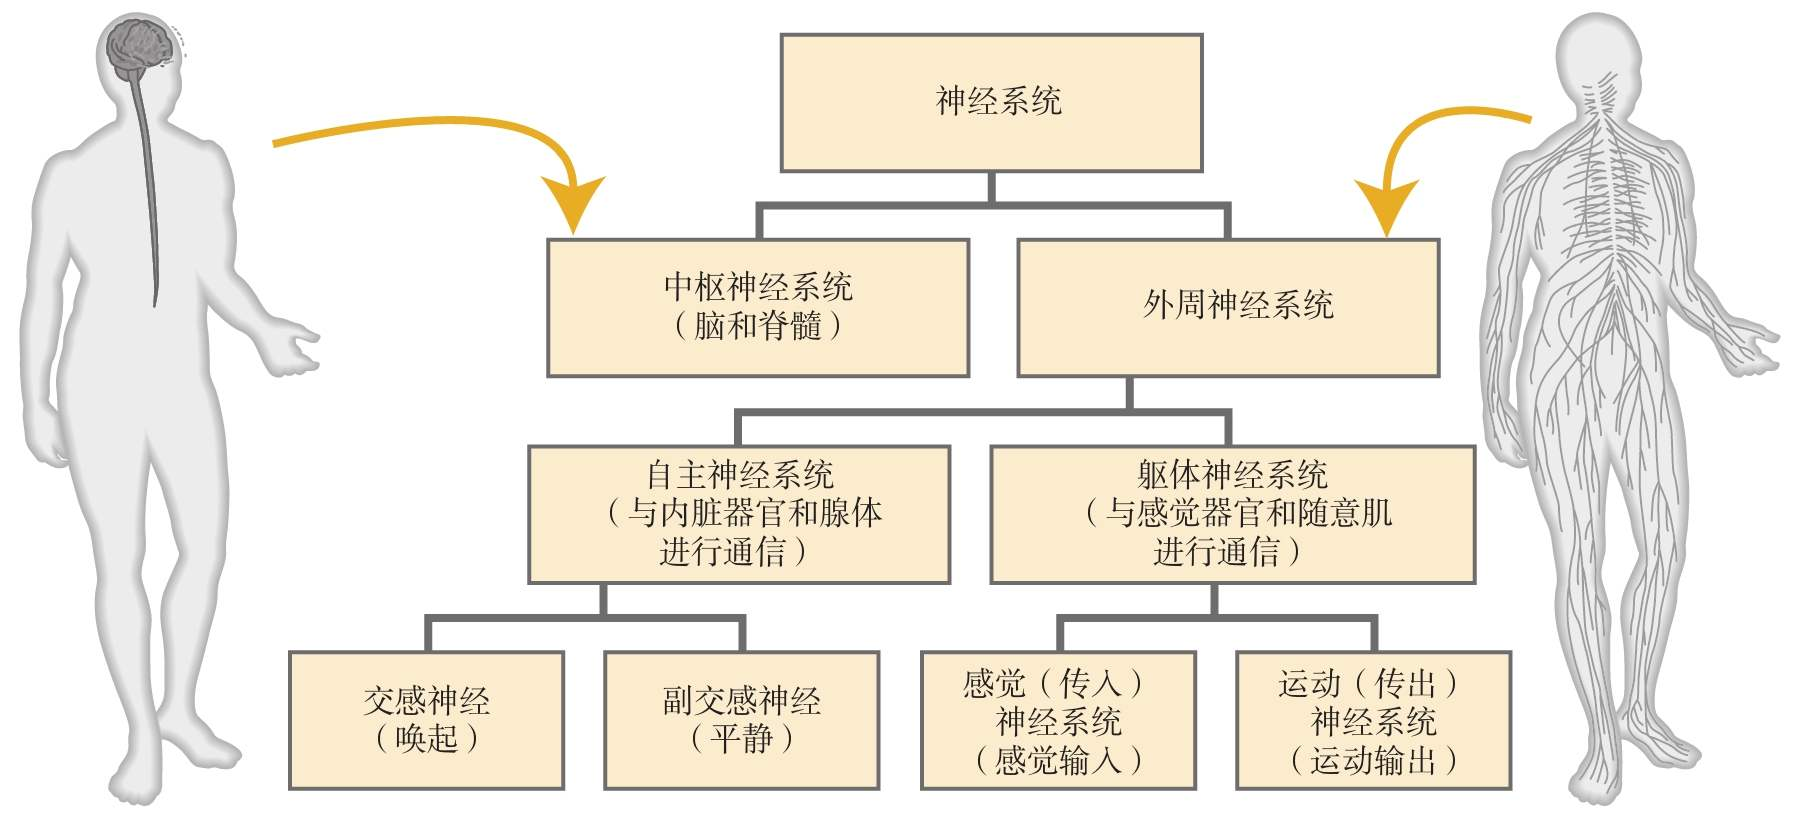 神经系统
中枢神经系统
（脑和脊髓）
外周神经系统
自主神经系统
（与内脏器官和腺体
进行通信）
躯体神经系统
（与感觉器官和随意肌
进行通信）
交感神经
（唤起）
副交感神经
（平静）
感觉（传入）
神经系统
（感觉输入）
运动（传出）
神经系统
（运动输出）